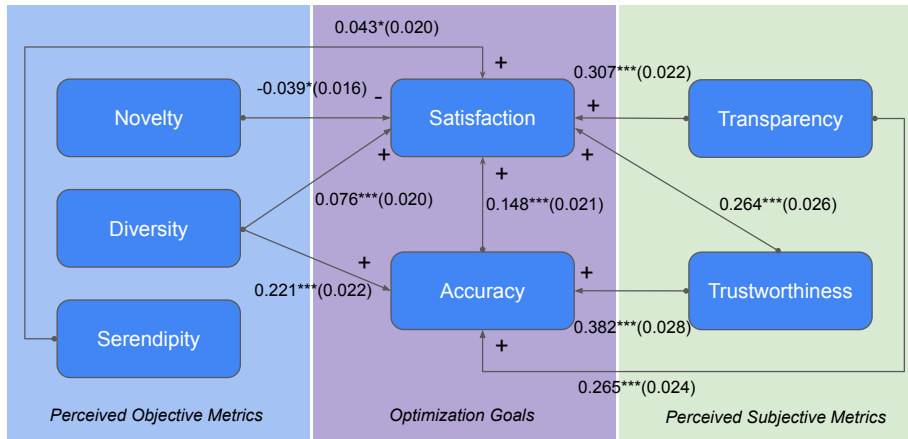 0.043*(0.020)
+
-0.039*(0.016)
-
0.307***(0.022)
+
Novelty
Satisfaction
Transparency
+
+
+
0.076***(0.020)
0.148***(0.021)
0.264***(0.026)
Diversity
+
+
0.221***(0.022)
Accuracy
Trustworthiness
0.382***(0.028)
Serendipity
+
0.265***(0.024)
Perceived Objective Metrics
Optimization Goals
Perceived Subjective Metrics